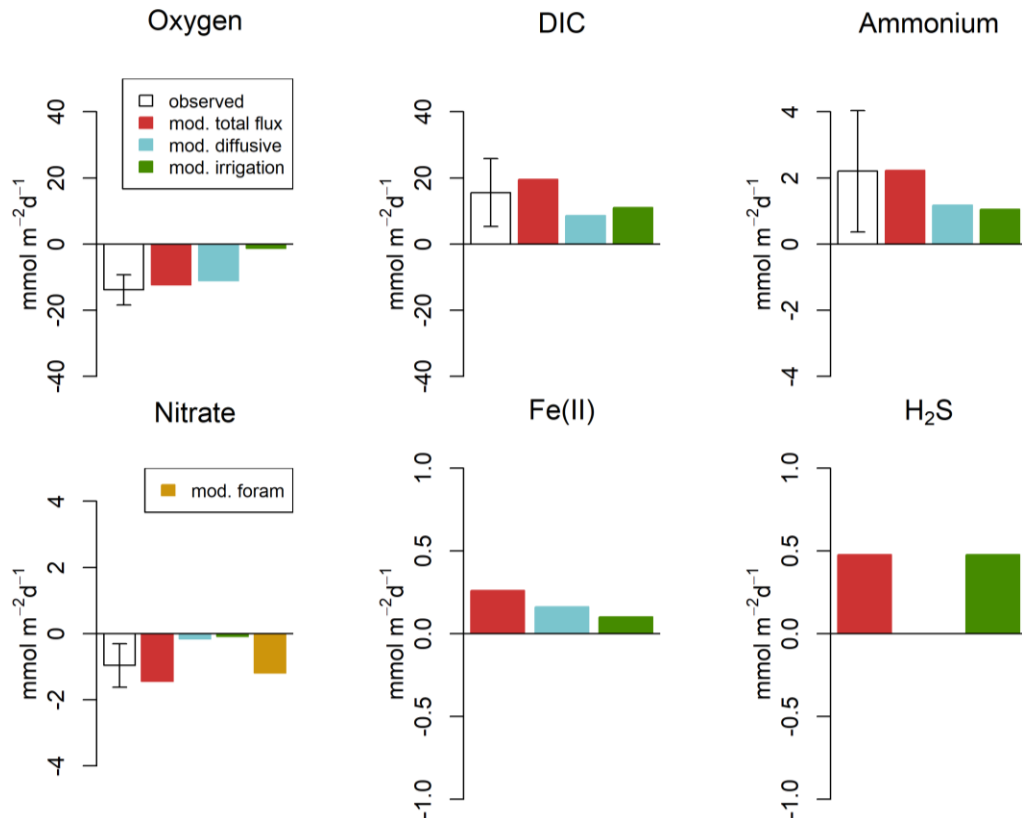 Oxygen
DIC
Ammonium
observed
mod. total flux
mod. diffusive
mod. irrigation
mmol m⁻²d⁻¹
40
20
0
-20
-40
mmol m⁻²d⁻¹
40
20
0
-20
-40
mmol m⁻²d⁻¹
4
2
0
-2
-4
Nitrate
Fe(II)
H₂S
mod. foram
mmol m⁻²d⁻¹
4
2
0
-2
-4
mmol m⁻²d⁻¹
1.0
0.5
0.0
-0.5
-1.0
mmol m⁻²d⁻¹
1.0
0.5
0.0
-0.5
-1.0